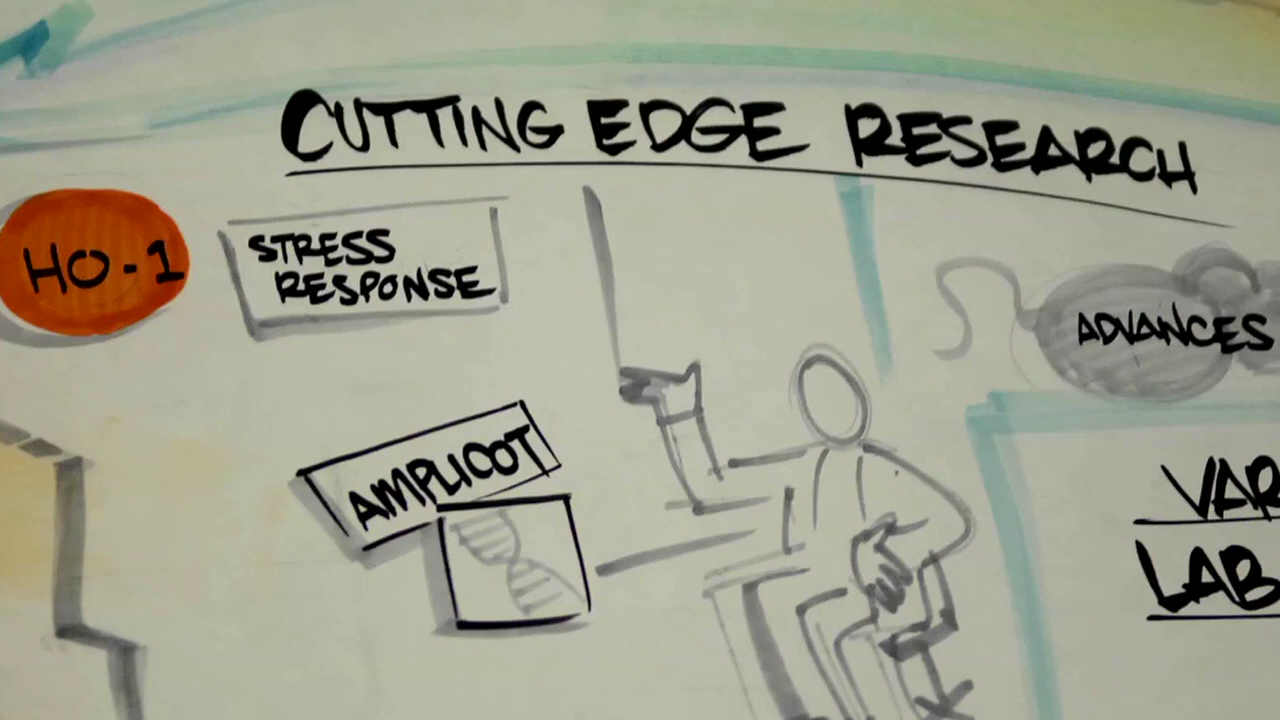 CUTTING EDGE RESEARCH
HO-1
STRESS
RESPONSE
ADVANCES
AMPLICOT
LAB